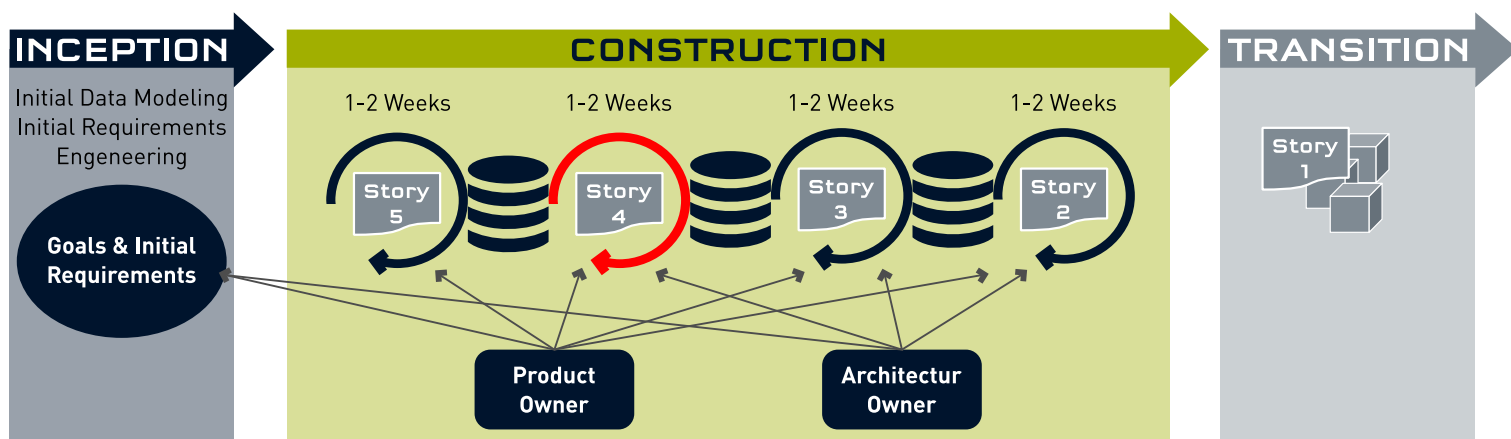 INCEPTION
CONSTRUCTION
TRANSITION
Initial Data Modeling
Initial Requirements
Engeneering
Goals & Initial
Requirements
1-2 Weeks
1-2 Weeks
1-2 Weeks
1-2 Weeks
Story
5
Story
4
Story
3
Story
2
Story
1
Product
Owner
Architectur
Owner